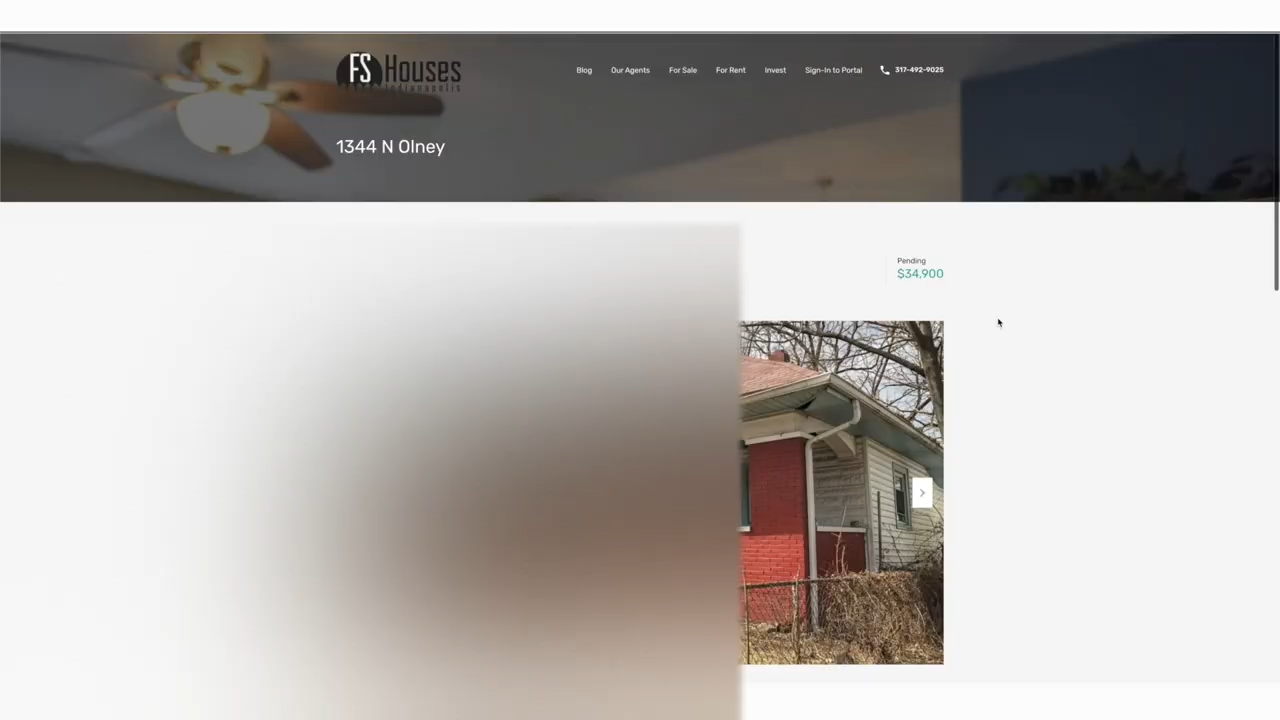 FS Houses
Indianapolis
Blog
Our Agents
For Sale
For Rent
Invest
Sign-In to Portal
317-492-9025
1344 N Olney
Pending
$34,900